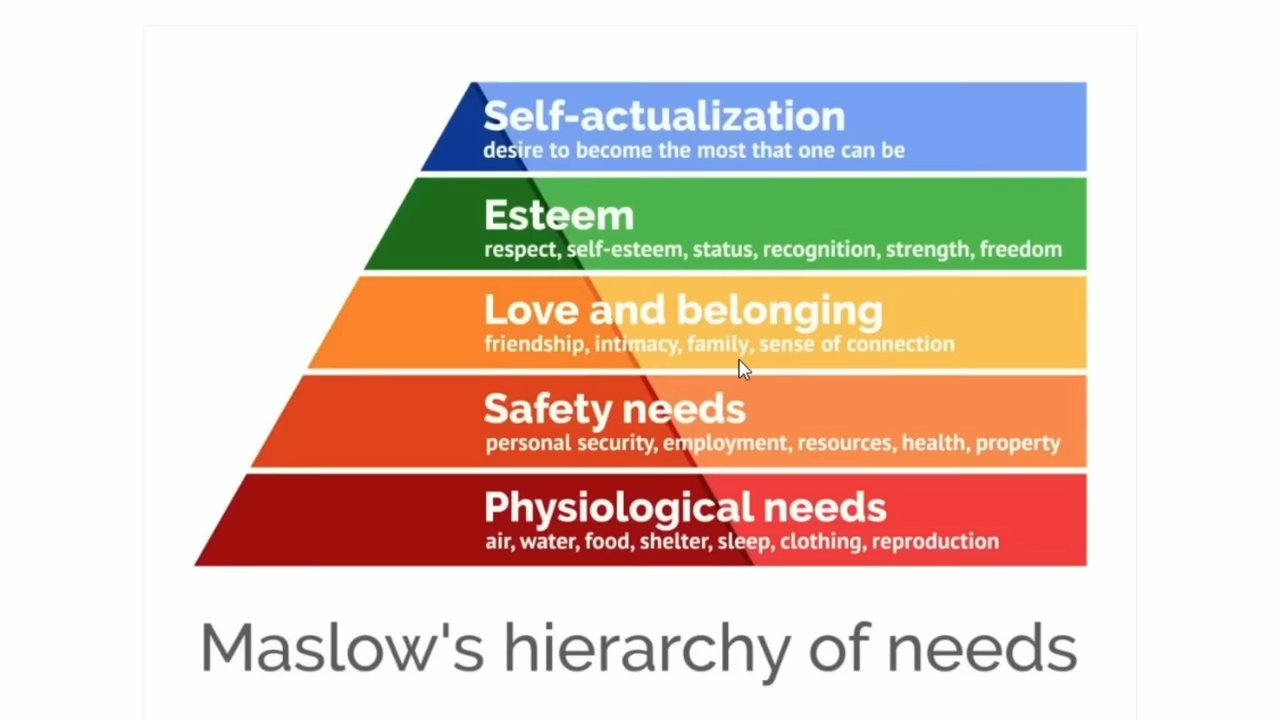 Self-actualization
desire to become the most that one can be
Esteem
respect, self-esteem, status, recognition, strength, freedom
Love and belonging
friendship, intimacy, family, sense of connection
Safety needs
personal security, employment, resources, health, property
Physiological needs
air, water, food, shelter, sleep, clothing, reproduction
Maslow's hierarchy of needs